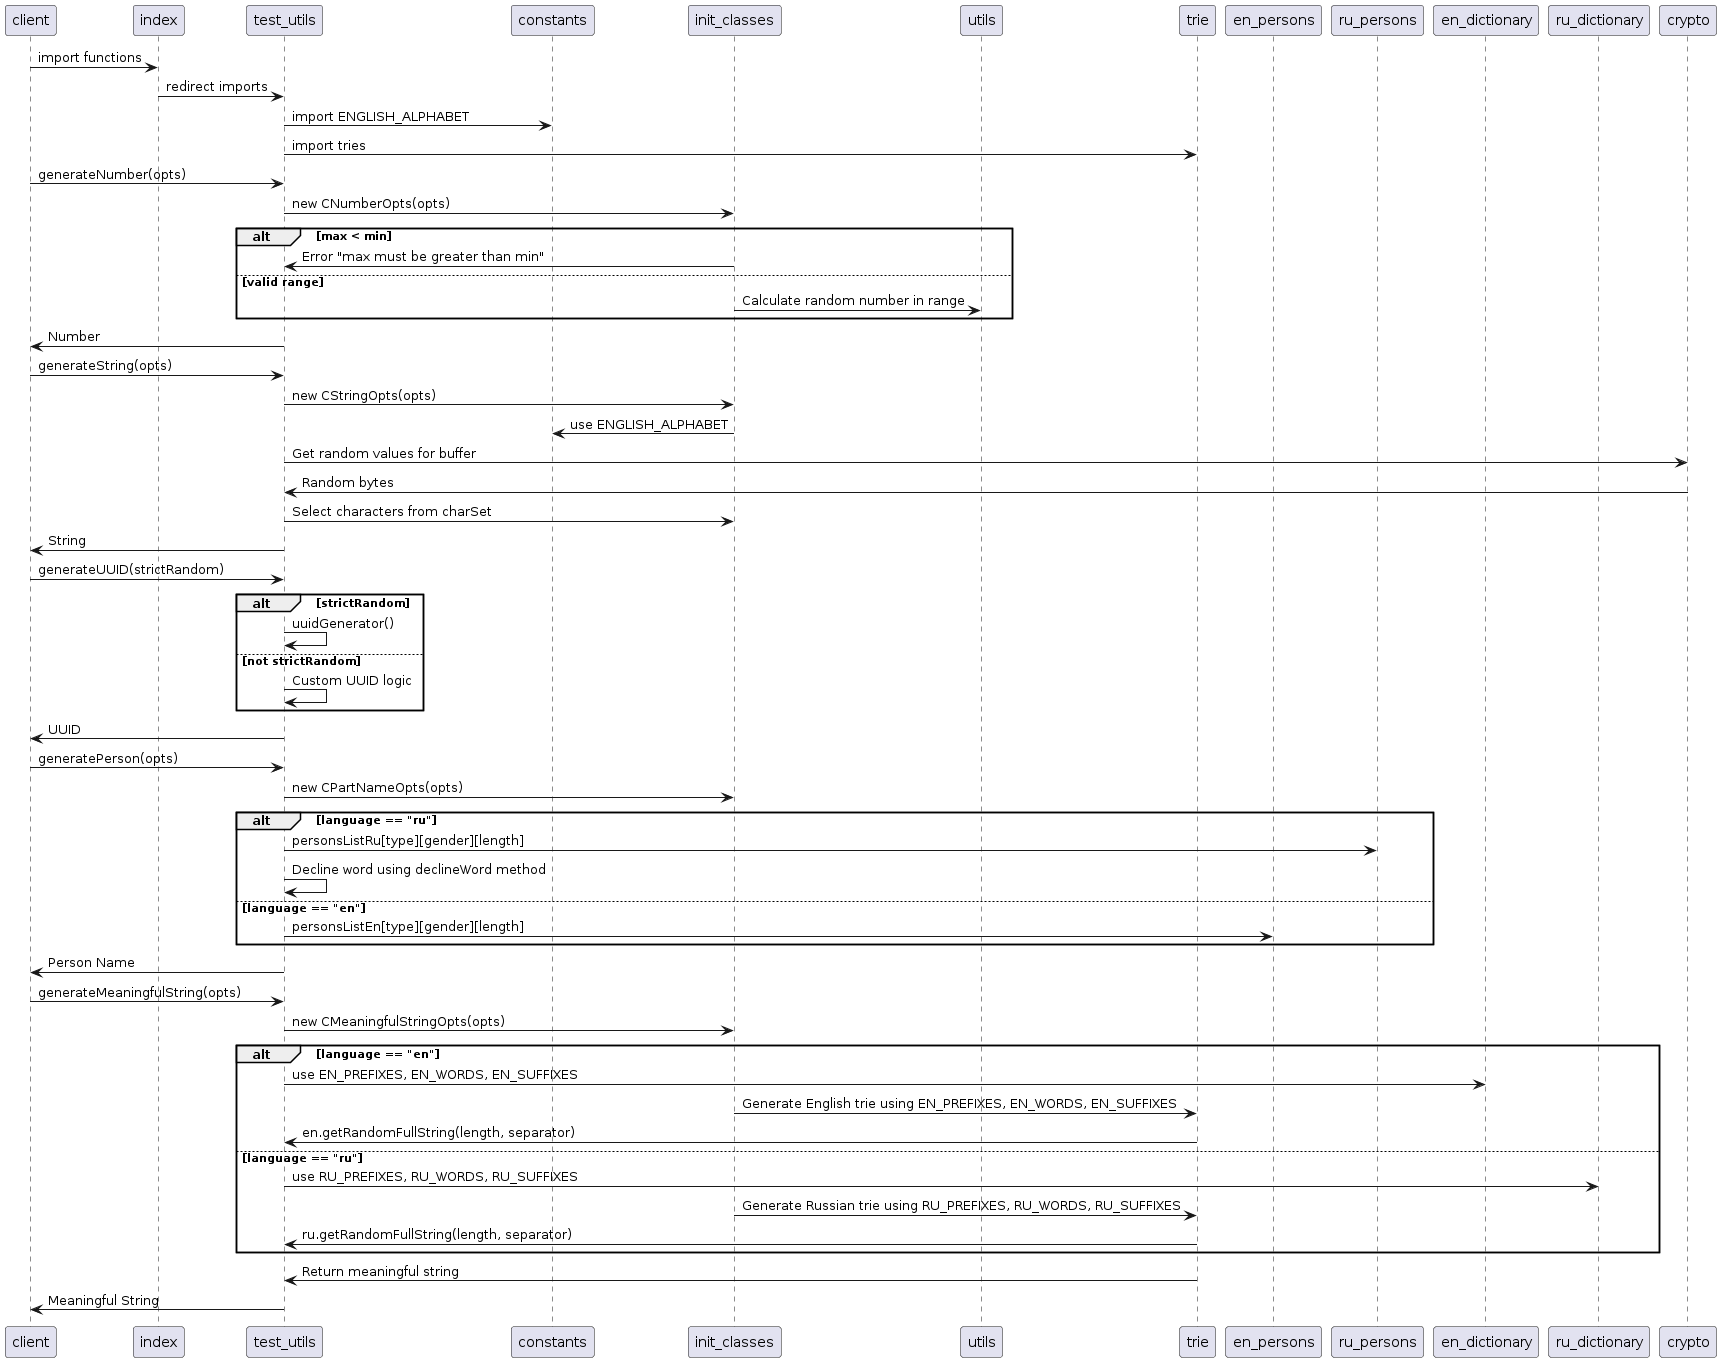 client index test_utils constants init_classes utils trie en_persons ru_persons en_dictionary ru_dictionary crypto
import functions
redirect imports
import ENGLISH_ALPHABET
import tries
generateNumber(opts)
new CNumberOpts(opts)
alt [max < min]
Error "max must be greater than min"
[valid range]
Calculate random number in range
Number
generateString(opts)
new CStringOpts(opts)
use ENGLISH_ALPHABET
Get random values for buffer
Random bytes
Select characters from charSet
String
generateUUID(strictRandom)
alt [strictRandom]
uuidGenerator()
[not strictRandom]
Custom UUID logic
UUID
generatePerson(opts)
new CPartNameOpts(opts)
alt [language == "ru"]
personsListRu[type][gender][length]
Decline word using declineWord method
[language == "en"]
personsListEn[type][gender][length]
Person Name
generateMeaningfulString(opts)
new CMeaningfulStringOpts(opts)
alt [language == "en"]
use EN_PREFIXES, EN_WORDS, EN_SUFFIXES
Generate English trie using EN_PREFIXES, EN_WORDS, EN_SUFFIXES
en.getRandomFullString(length, separator)
[language == "ru"]
use RU_PREFIXES, RU_WORDS, RU_SUFFIXES
Generate Russian trie using RU_PREFIXES, RU_WORDS, RU_SUFFIXES
ru.getRandomFullString(length, separator)
Return meaningful string
Meaningful String
client index test_utils constants init_classes utils trie en_persons ru_persons en_dictionary ru_dictionary crypto